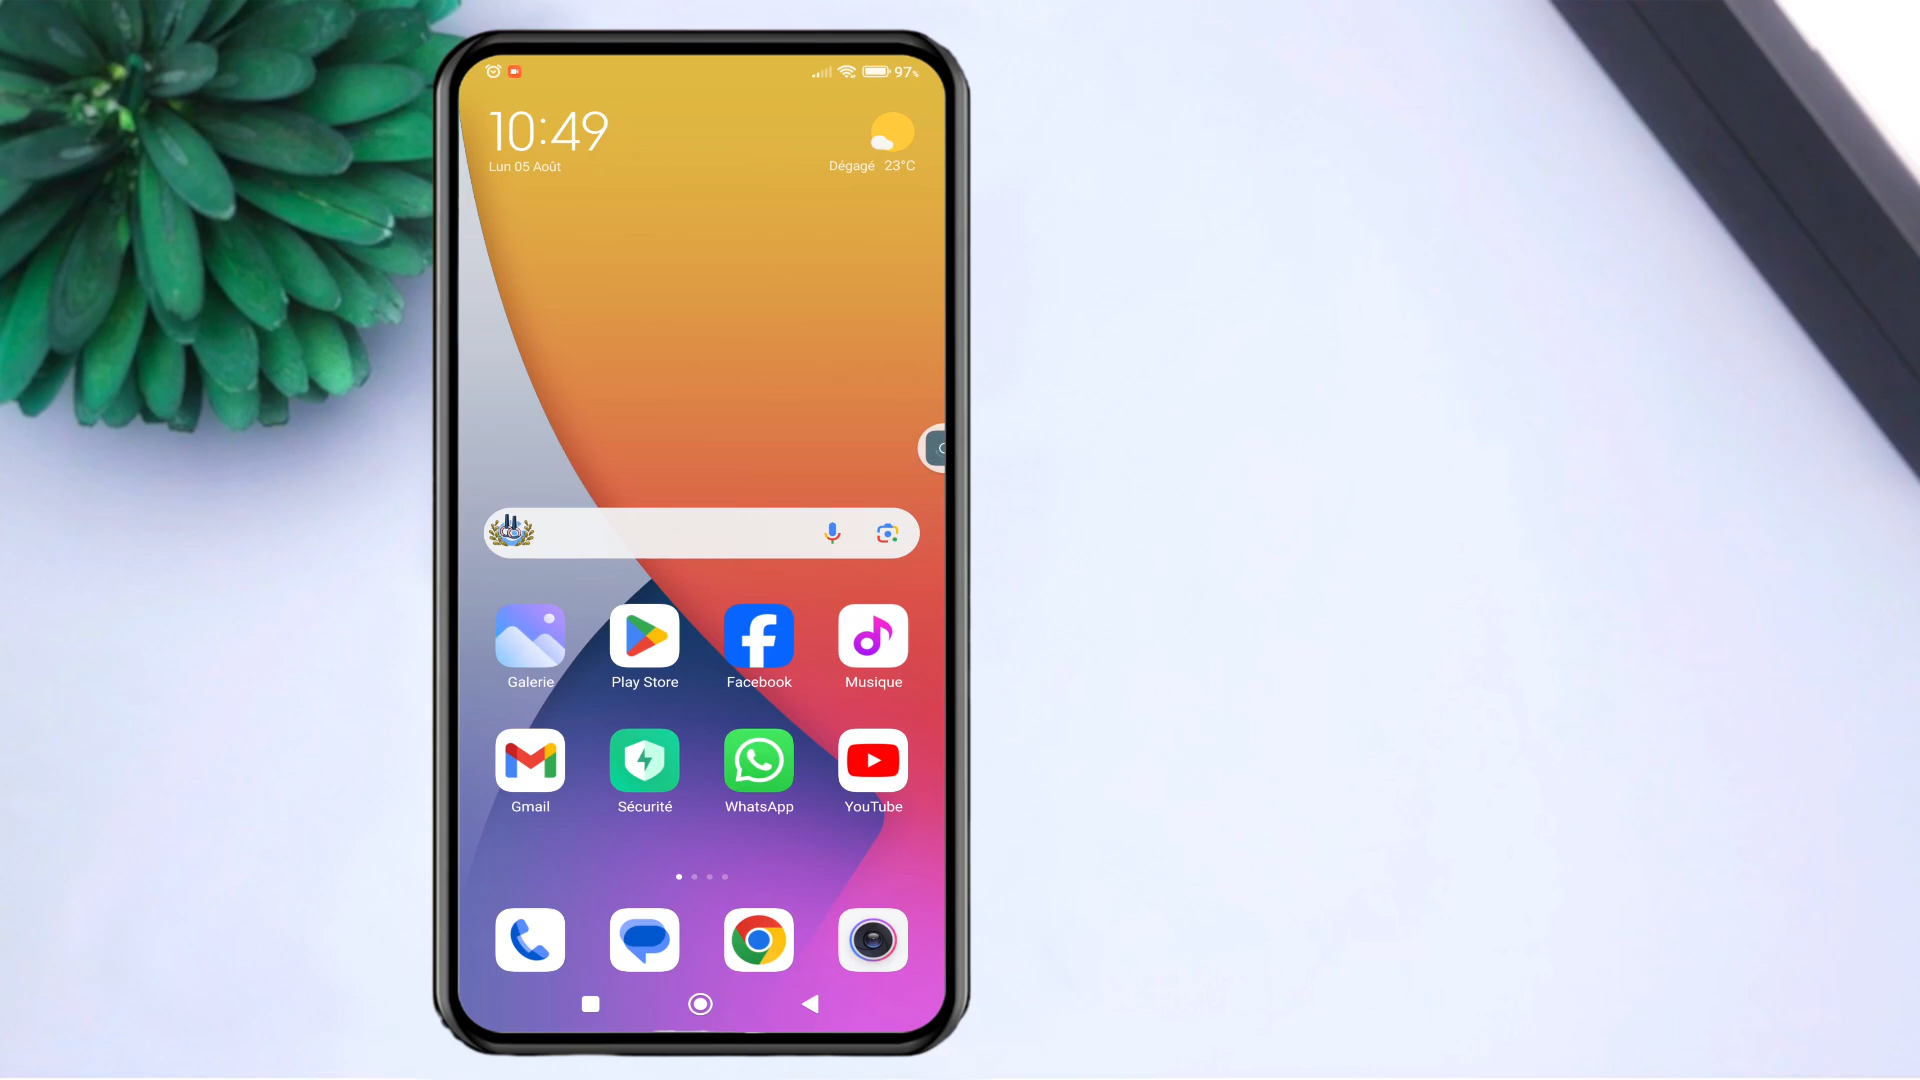 97%
10:49
Lun 05 Août
Dégagé 23°C
Galerie Play Store Facebook Musique
Gmail Sécurité WhatsApp YouTube